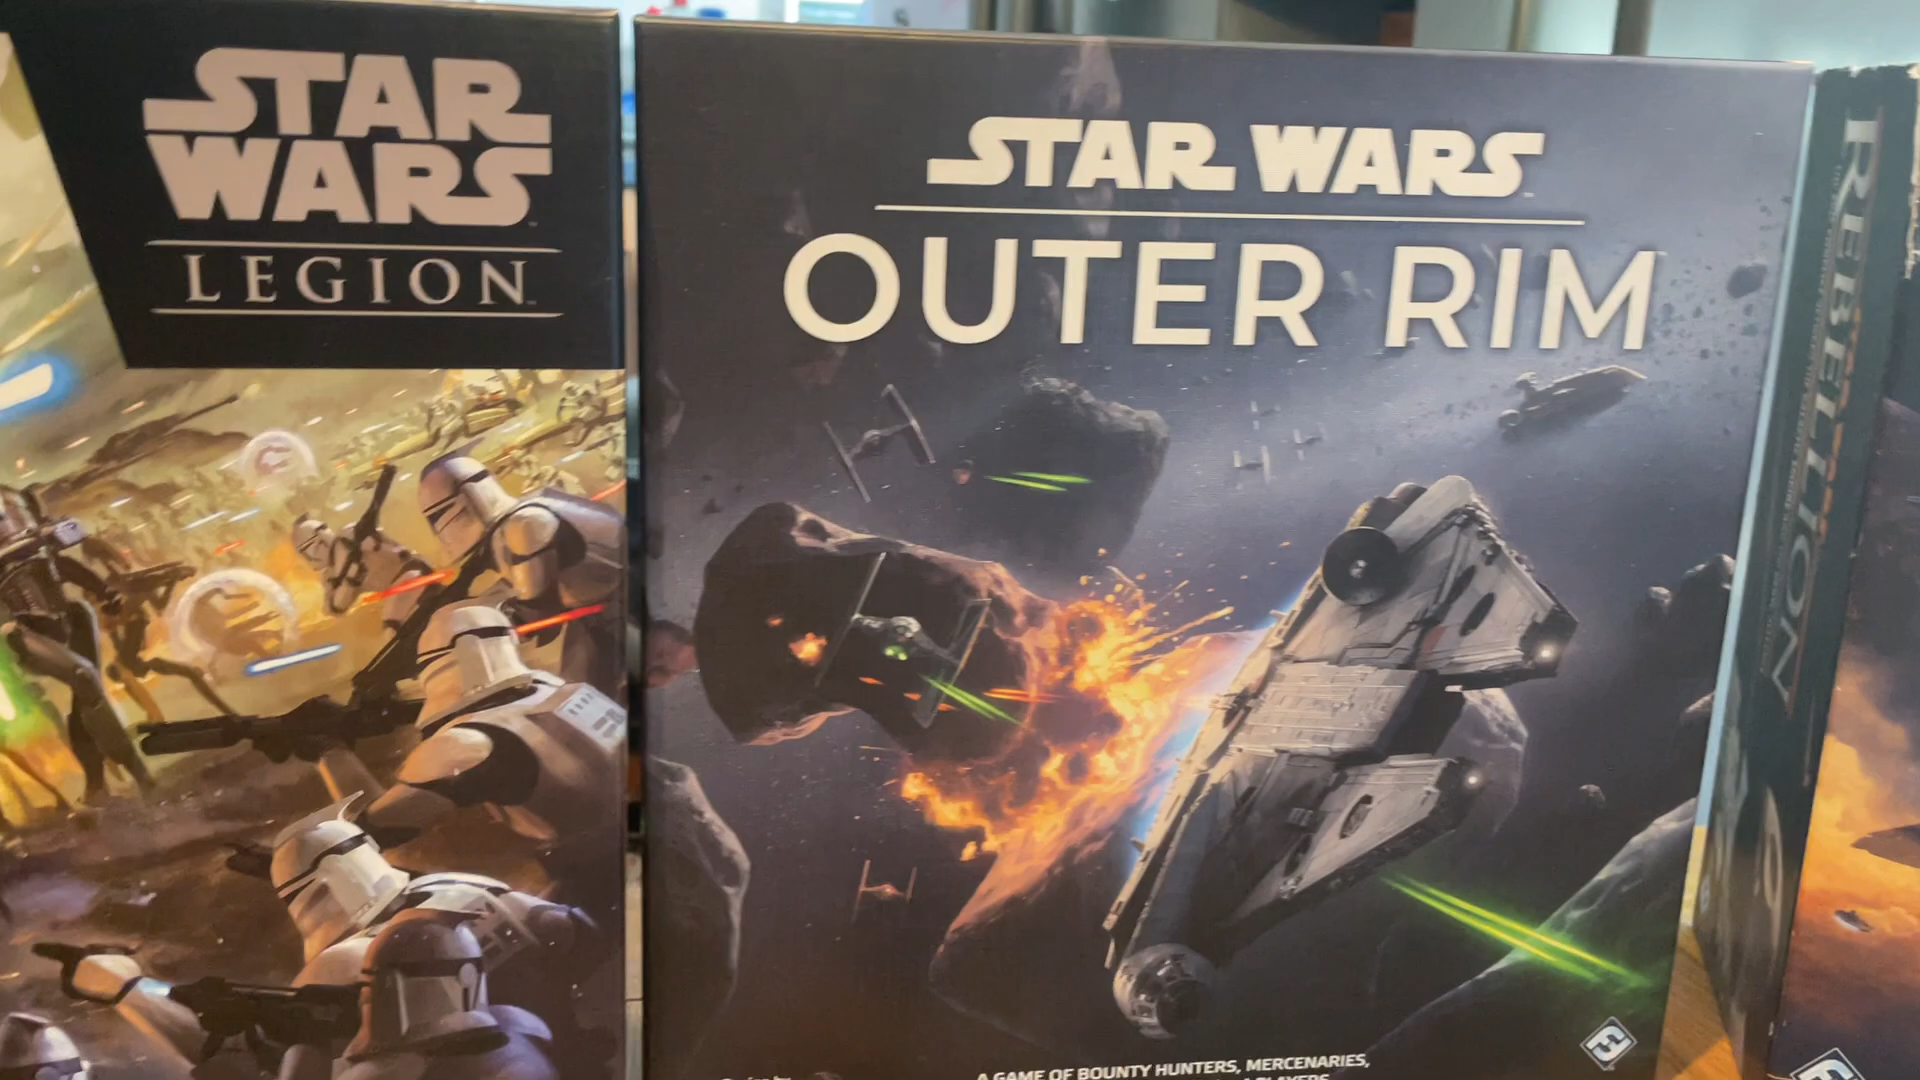 STAR
WARS
LEGION
STAR WARS
OUTER RIM
A GAME OF BOUNTY HUNTERS, MERCENARIES,
REBELLION